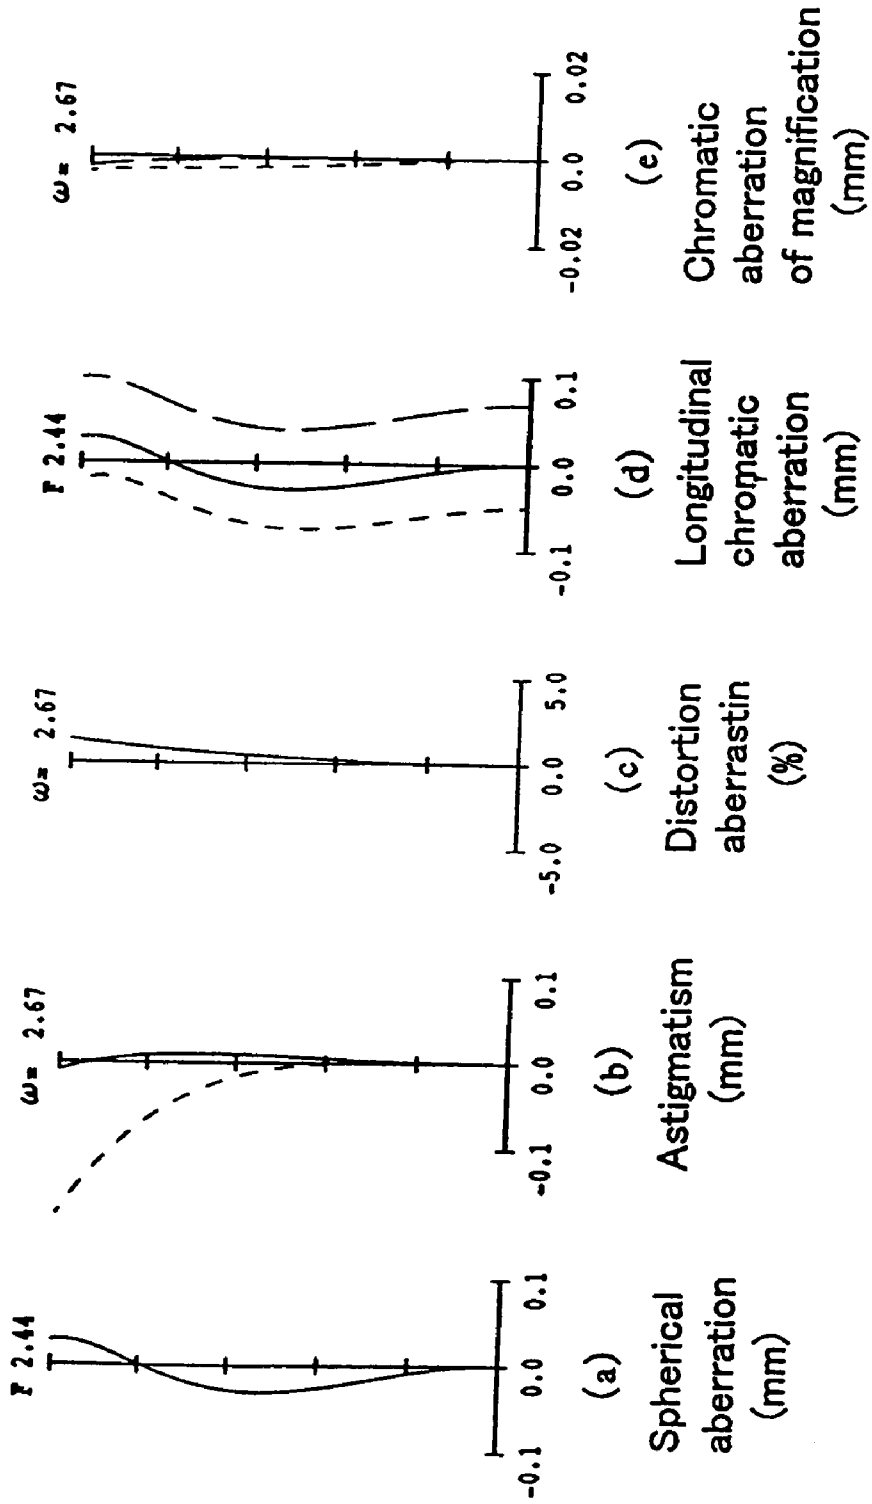 F 2.44
-0.1 0.0 0.1
(a)
Spherical
aberration
(mm)
ω= 2.67
-0.1 0.0 0.1
(b)
Astigmatism
(mm)
ω= 2.67
-5.0 0.0 5.0
(c)
Distortion
aberrastin
(%)
F 2.44
-0.1 0.0 0.1
(d)
Longitudinal
chromatic
aberration
(mm)
ω= 2.67
-0.02 0.0 0.02
(e)
Chromatic
aberration
of magnification
(mm)